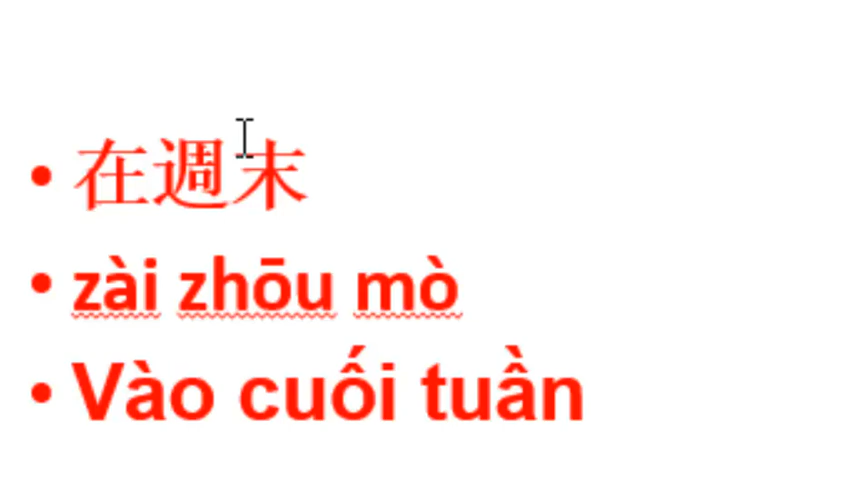 • 在週末
• zài zhōu mò
• Vào cuối tuần